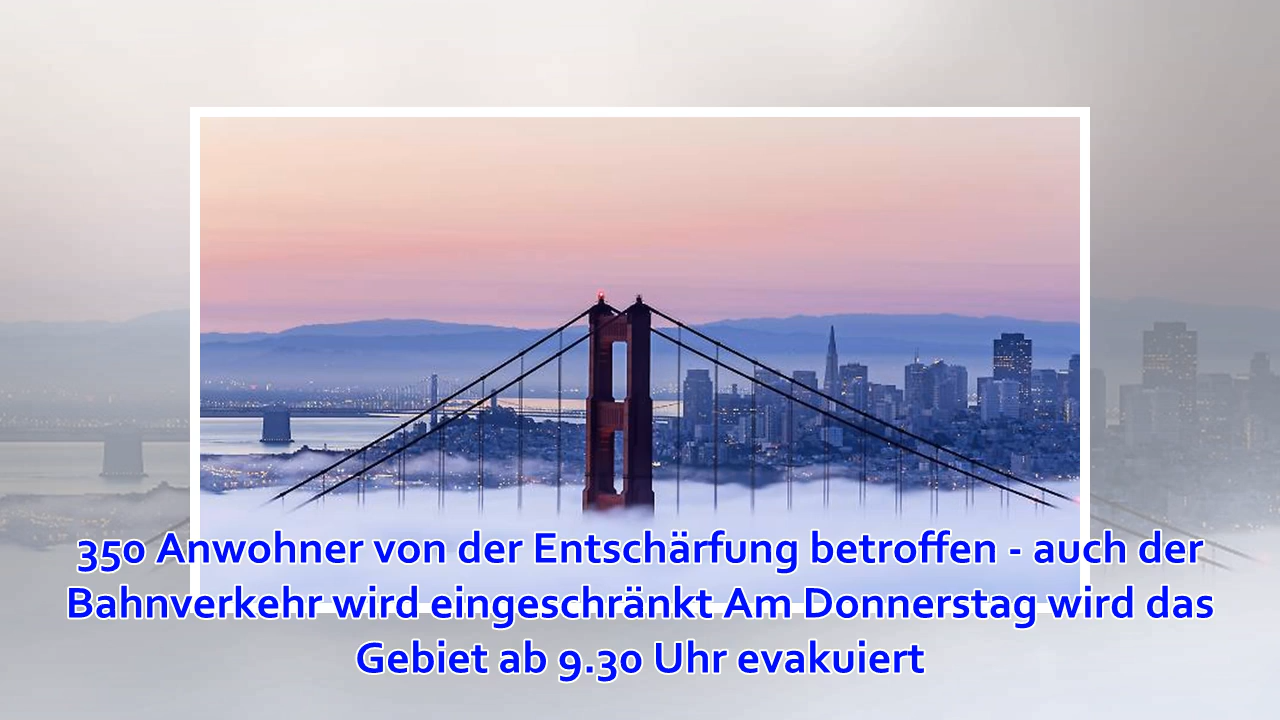 350 Anwohner von der Entschärfung betroffen - auch der
Bahnverkehr wird eingeschränkt Am Donnerstag wird das
Gebiet ab 9.30 Uhr evakuiert